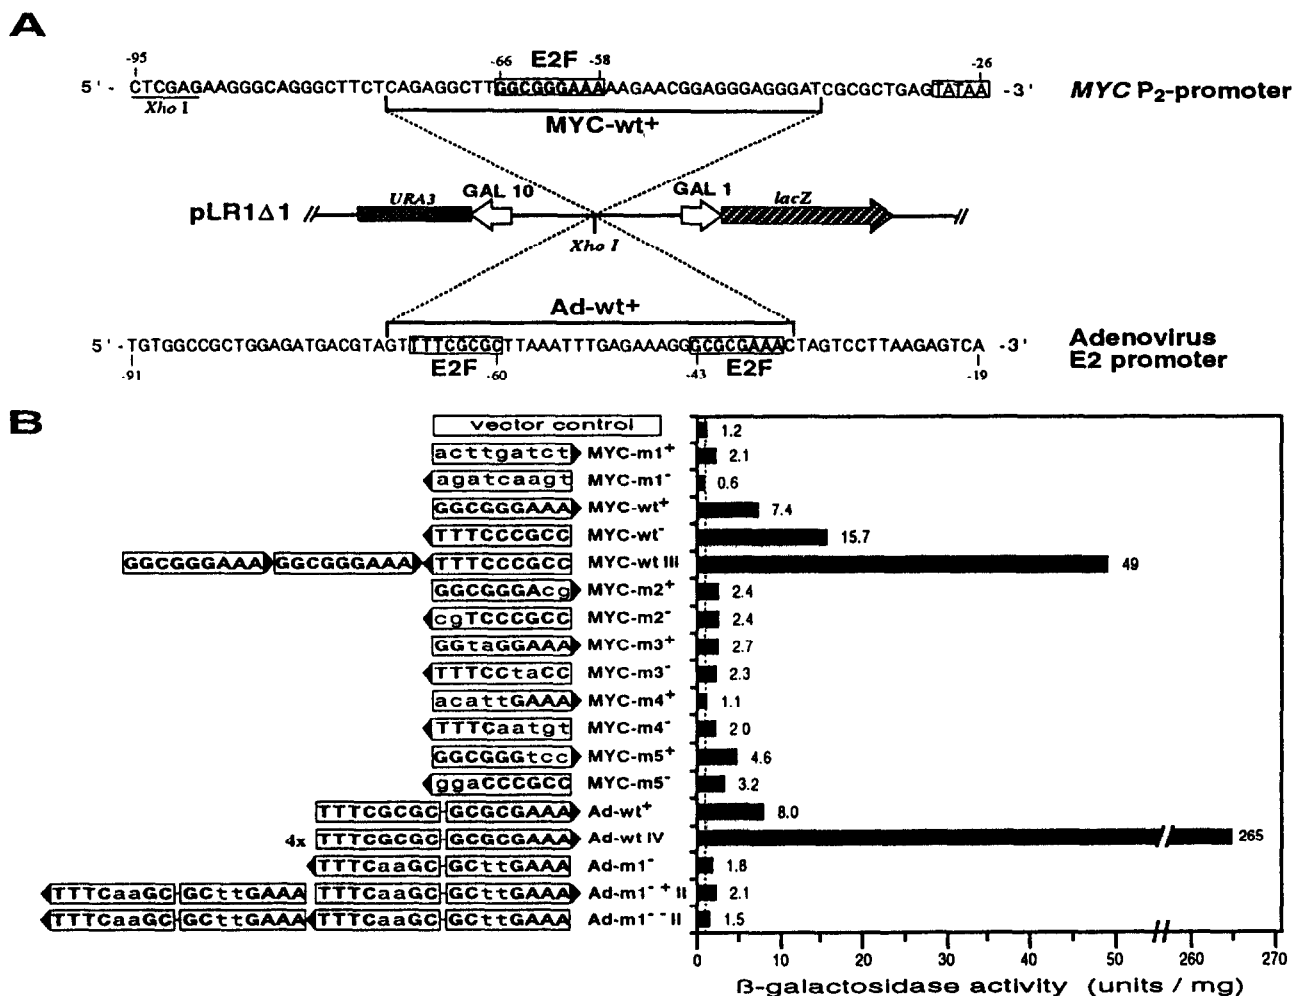 A
-95 -66 E2F -58 -26
5'- CTCGAGAAGGGCAGGGCTTCTCAGAGGCTTGGCGGGAAAAAGAACGGAGGGAGGGATCGCGCTGAGTATAA -3' MYC P2-promoter
Xho I
MYC-wt+
pLR1Δ1 URA3 GAL 10 GAL 1 lacZ
Xho I
Ad-wt+
5'-TGTGGCCGCTGGAGATGACGTAGTTTTCGCGCTTAAATTTGAGAAAGGGCGCGAAACTAGTCCTTAAGAGTCA -3' Adenovirus
E2 promoter
-91 E2F -60 -43 E2F -19
B
vector control 1.2
acttgatct MYC-m1+ 2.1
agatcaagt MYC-m1- 0.6
GGCGGGAAA MYC-wt+ 7.4
TTTCCCGCC MYC-wt- 15.7
GGCGGGAAA GGCGGGAAA TTTCCCGCC MYC-wt III 49
GGCGGGAcg MYC-m2+ 2.4
cgTCCCGCC MYC-m2- 2.4
GGtaGGAAA MYC-m3+ 2.7
TTTCCtaCC MYC-m3- 2.3
acattGAAA MYC-m4+ 1.1
TTTCaatgt MYC-m4- 2 0
GGCGGGtcc MYC-m5+ 4.6
ggaCCCGCC MYC-m5- 3.2
TTTCGCGC-GCGCGAAA Ad-wt+ 8.0
4x TTTCGCGC-GCGCGAAA Ad-wt IV 265
TTTCaaGC-GCttGAAA Ad-m1- 1.8
TTTCaaGC-GCttGAAA TTTCaaGC-GCttGAAA Ad-m1- + II 2.1
TTTCaaGC-GCttGAAA TTTCaaGC-GCttGAAA Ad-m1- - II 1.5
0 10 20 30 40 50 260 270
β-galactosidase activity (units / mg)